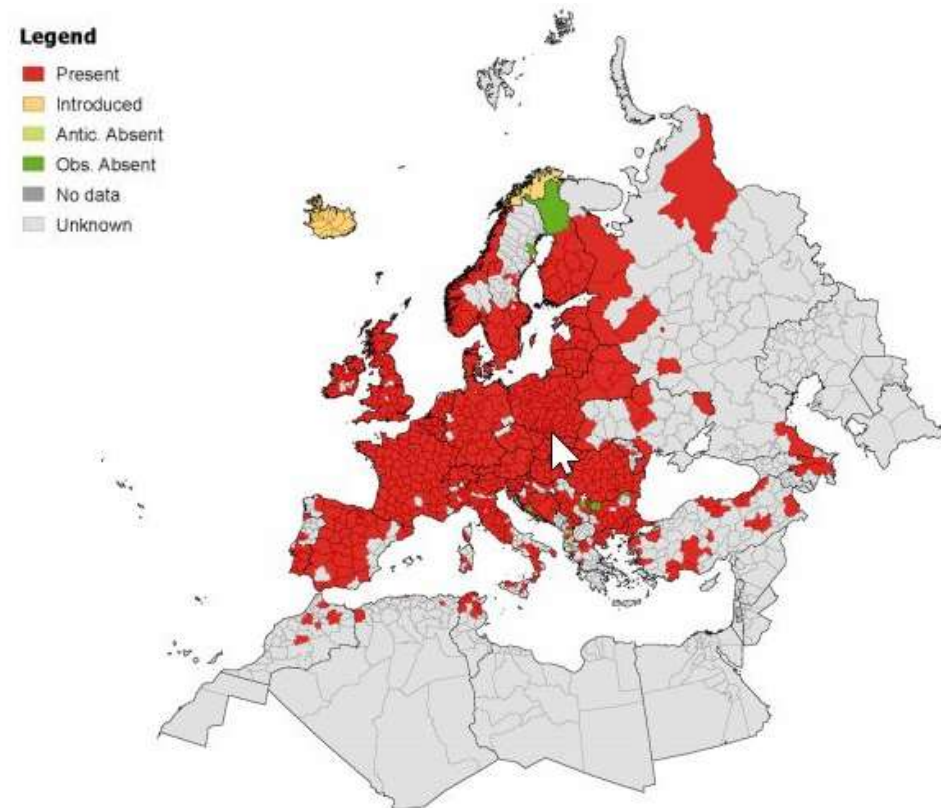 Legend
Present
Introduced
Antic. Absent
Obs. Absent
No data
Unknown